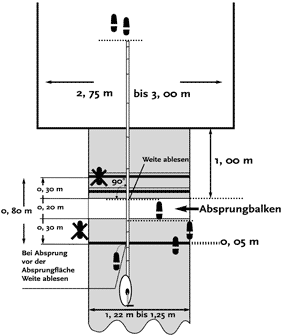 2, 75 m bis 3, 00 m
Weite ablesen
1, 00 m
90°
0, 30 m
0, 20 m
0, 80 m
0, 30 m
Absprungbalken
0, 05 m
Bei Absprung
vor der
Absprungfläche
Weite ablesen
1, 22 m bis 1,25 m